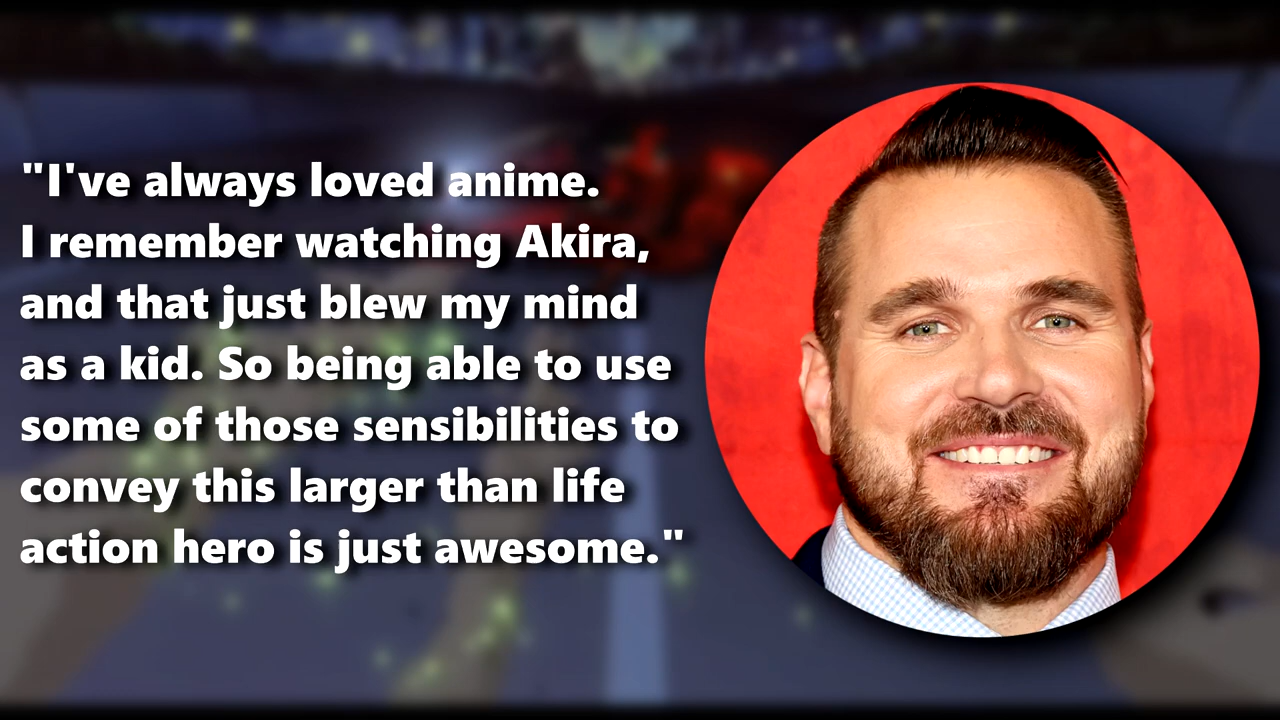 "I've always loved anime.
I remember watching Akira,
and that just blew my mind
as a kid. So being able to use
some of those sensibilities to
convey this larger than life
action hero is just awesome."